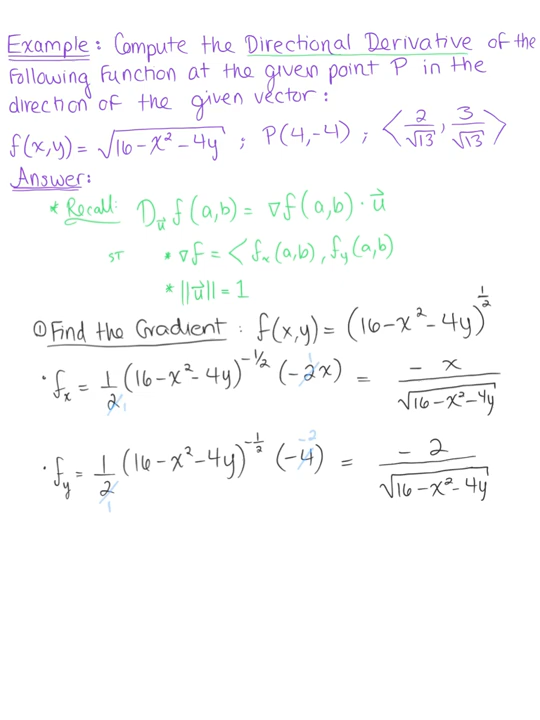 Example: Compute the Directional Derivative of the
following function at the given point P in the
direction of the given vector:
f(x,y) = √(16-x²-4y) ; P(4,-4) ; <2/√13, 3/√13>
Answer:
* Recall: D_u⃗ f(a,b) = ∇f(a,b) · u⃗
ST * ∇f = <f_x(a,b), f_y(a,b)
* ||u⃗|| = 1
① Find the Gradient: f(x,y) = (16-x²-4y)^(1/2)
• f_x = 1/2 (16-x²-4y)^(-1/2) (-2x) = -x/√(16-x²-4y)
• f_y = 1/2 (16-x²-4y)^(-1/2) (-4) = -2/√(16-x²-4y)